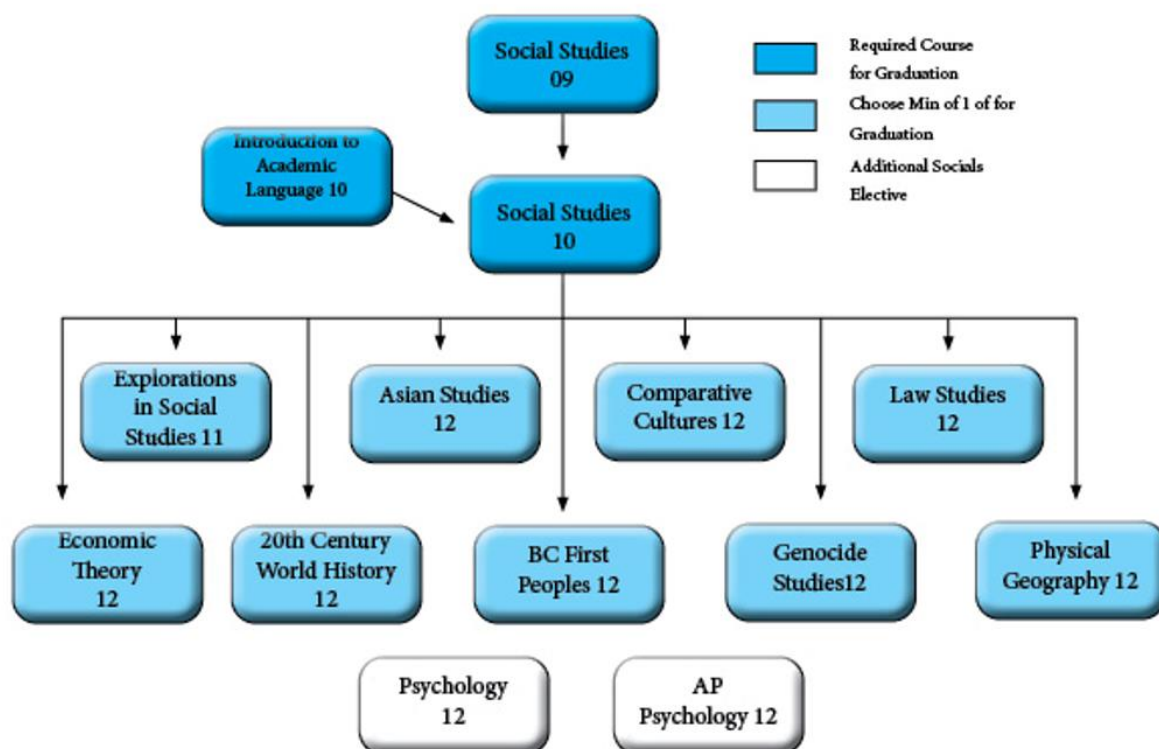 Social Studies
09
Required Course
for Graduation
Choose Min of 1 of for
Graduation
Additional Socials
Elective
Introduction to
Academic
Language 10
Social Studies
10
Explorations
in Social
Studies 11
Asian Studies
12
Comparative
Cultures 12
Law Studies
12
Economic
Theory
12
20th Century
World History
12
BC First
Peoples 12
Genocide
Studies12
Physical
Geography 12
Psychology
12
AP
Psychology 12